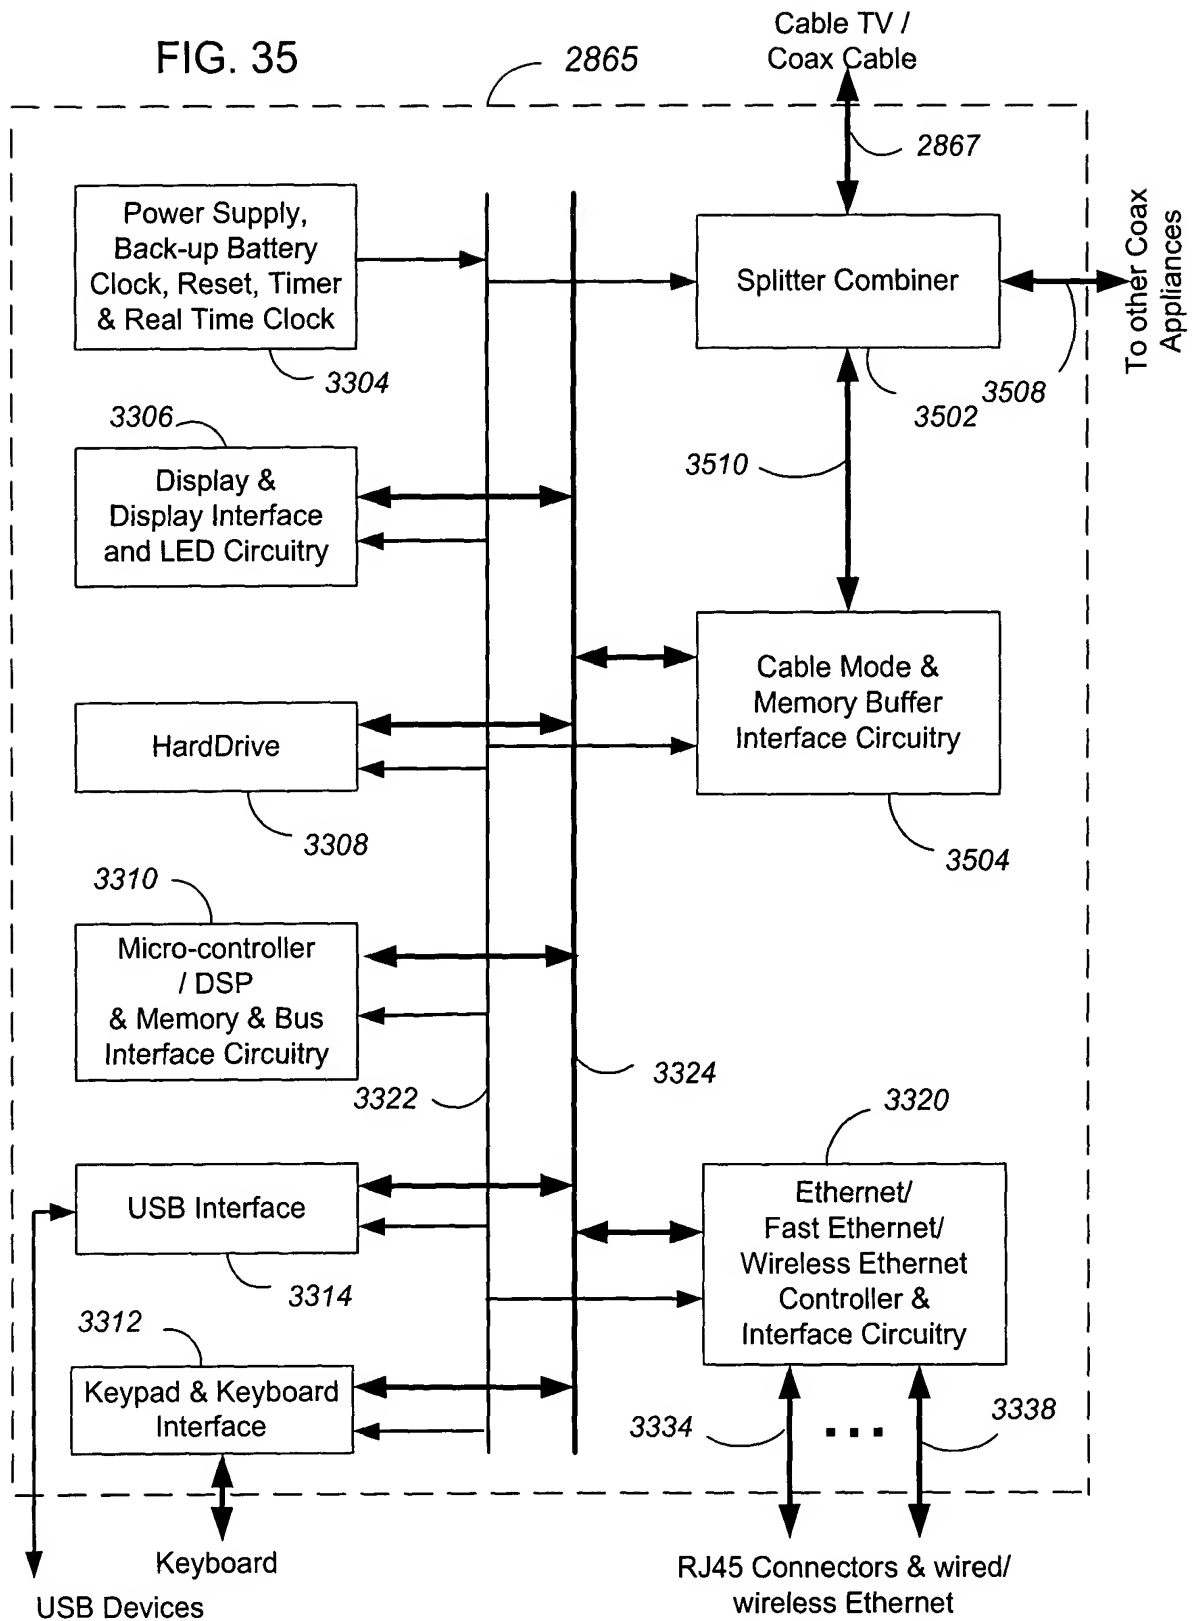 FIG. 35
2865
Cable TV /
Coax Cable
2867
Power Supply,
Back-up Battery
Clock, Reset, Timer
& Real Time Clock
3304
Splitter Combiner
3502
3508
To other Coax
Appliances
3306
Display &
Display Interface
and LED Circuitry
3510
HardDrive
3308
Cable Mode &
Memory Buffer
Interface Circuitry
3504
3310
Micro-controller
/ DSP
& Memory & Bus
Interface Circuitry
3322
3324
3320
USB Interface
3314
Ethernet/
Fast Ethernet/
Wireless Ethernet
Controller &
Interface Circuitry
3312
Keypad & Keyboard
Interface
3334
3338
Keyboard
USB Devices
RJ45 Connectors & wired/
wireless Ethernet